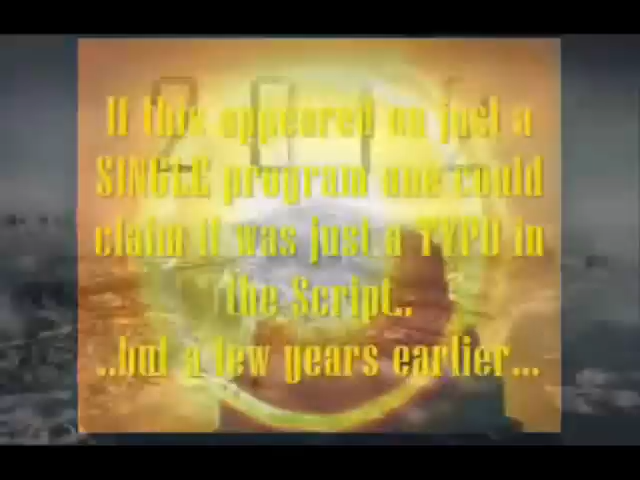 201
If this appeared on just a
SINGLE program one could
claim it was just a TYPO in
the Script..
..but a few years earlier...